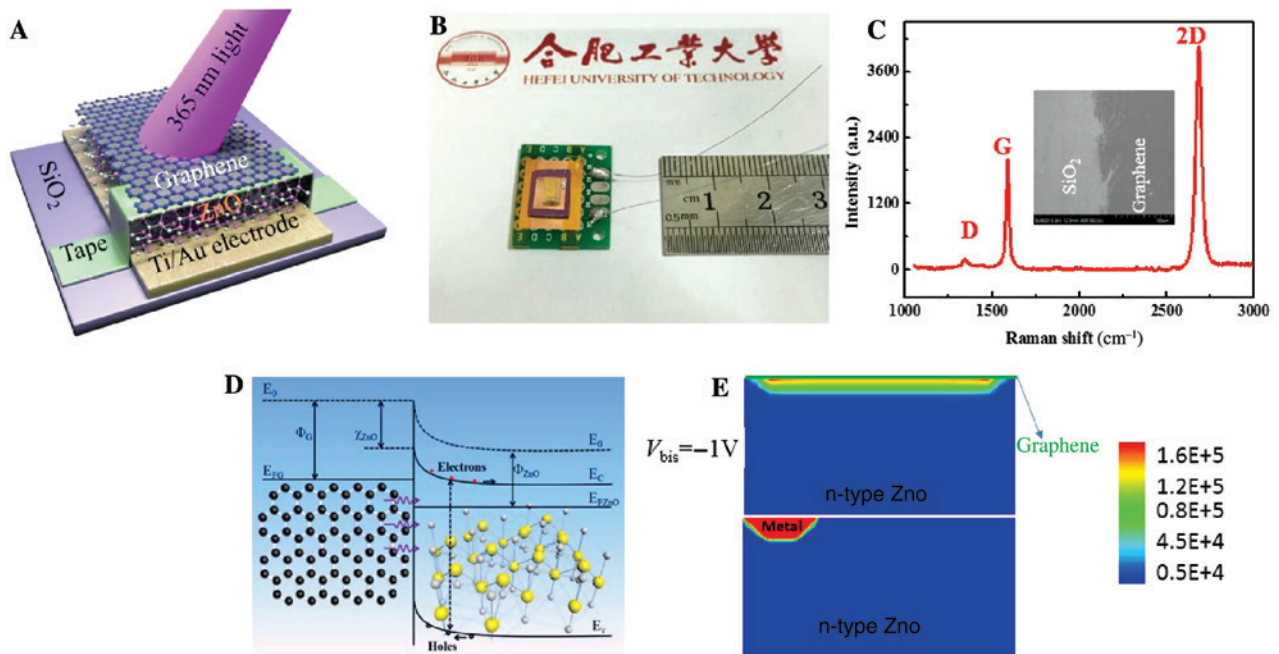 A
365 nm light
Graphene
ZnO
SiO2
Tape
Ti/Au electrode
B
合肥工業大學
HEFEI UNIVERSITY OF TECHNOLOGY
A B C D E
mm
1 2 3
cm
0.5mm
E D C B A
C
2D
3600
2400
1200
0
G
D
SiO2
Graphene
Intensity (a.u.)
1000 1500 2000 2500 3000
Raman shift (cm−1)
D
E0
ΦG
χZnO
E0
Electrons
ΦZnO
EFG
EC
EFZnO
EV
Holes
E
Vbis=−1V
Graphene
n-type Zno
Metal
n-type Zno
1.6E+5
1.2E+5
0.8E+5
4.5E+4
0.5E+4